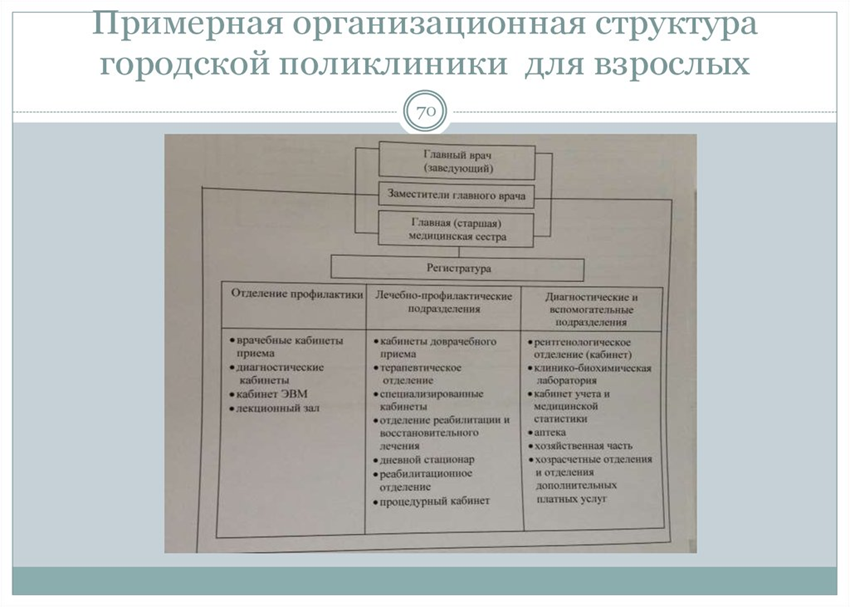 Примерная организационная структура
городской поликлиники для взрослых
70
Главный врач
(заведующий)
Заместители главного врача
Главная (старшая)
медицинская сестра
Регистратура
Отделение профилактики
Лечебно-профилактические
подразделения
Диагностические и
вспомогательные
подразделения
•врачебные кабинеты
приема
•диагностические
кабинеты
•кабинет ЭВМ
•лекционный зал
•кабинеты доврачебного
приема
•терапевтическое
отделение
•специализированные
кабинеты
•отделение реабилитации и
восстановительного
лечения
•дневной стационар
•реабилитационное
отделение
•процедурный кабинет
•рентгенологическое
отделение (кабинет)
•клинико-биохимическая
лаборатория
•кабинет учета и
медицинской
статистики
•аптека
•хозяйственная часть
•хозрасчетные отделения
и отделения
дополнительных
платных услуг